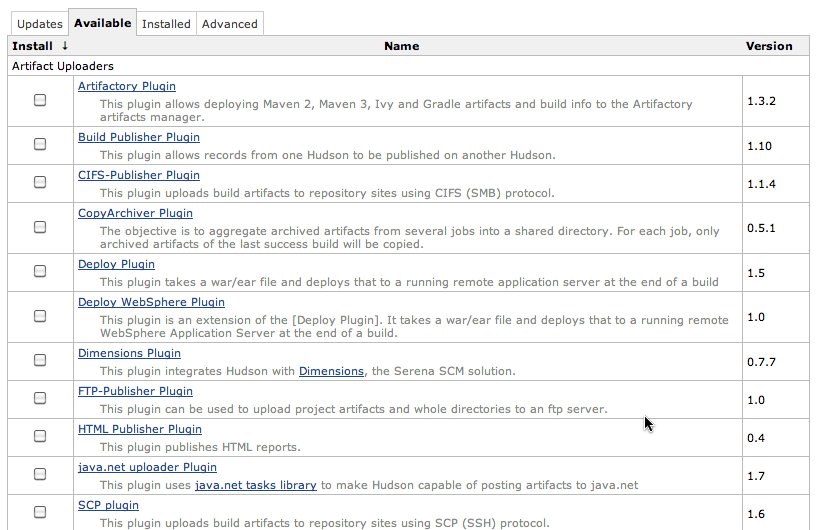 Updates Available Installed Advanced
Install ↓ Name Version
Artifact Uploaders
Artifactory Plugin
This plugin allows deploying Maven 2, Maven 3, Ivy and Gradle artifacts and build info to the Artifactory
artifacts manager.
1.3.2
Build Publisher Plugin
This plugin allows records from one Hudson to be published on another Hudson.
1.10
CIFS-Publisher Plugin
This plugin uploads build artifacts to repository sites using CIFS (SMB) protocol.
1.1.4
CopyArchiver Plugin
The objective is to aggregate archived artifacts from several jobs into a shared directory. For each job, only
archived artifacts of the last success build will be copied.
0.5.1
Deploy Plugin
This plugin takes a war/ear file and deploys that to a running remote application server at the end of a build
1.5
Deploy WebSphere Plugin
This plugin is an extension of the [Deploy Plugin]. It takes a war/ear file and deploys that to a running remote
WebSphere Application Server at the end of a build.
1.0
Dimensions Plugin
This plugin integrates Hudson with Dimensions, the Serena SCM solution.
0.7.7
FTP-Publisher Plugin
This plugin can be used to upload project artifacts and whole directories to an ftp server.
1.0
HTML Publisher Plugin
This plugin publishes HTML reports.
0.4
java.net uploader Plugin
This plugin uses java.net tasks library to make Hudson capable of posting artifacts to java.net
1.7
SCP plugin
This plugin uploads build artifacts to repository sites using SCP (SSH) protocol.
1.6